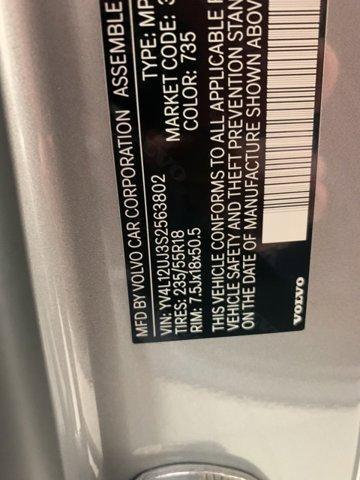 MFD BY VOLVO CAR CORPORATION ASSEMBLE
VIN: YV4L12UJ3S2563802 TYPE: MP
TIRES: 235/55R18 MARKET CODE: 3
RIM: 7.5Jx18x50.5 COLOR: 735
THIS VEHICLE CONFORMS TO ALL APPLICABLE
VEHICLE SAFETY AND THEFT PREVENTION STAN
ON THE DATE OF MANUFACTURE SHOWN ABOV
VOLVO